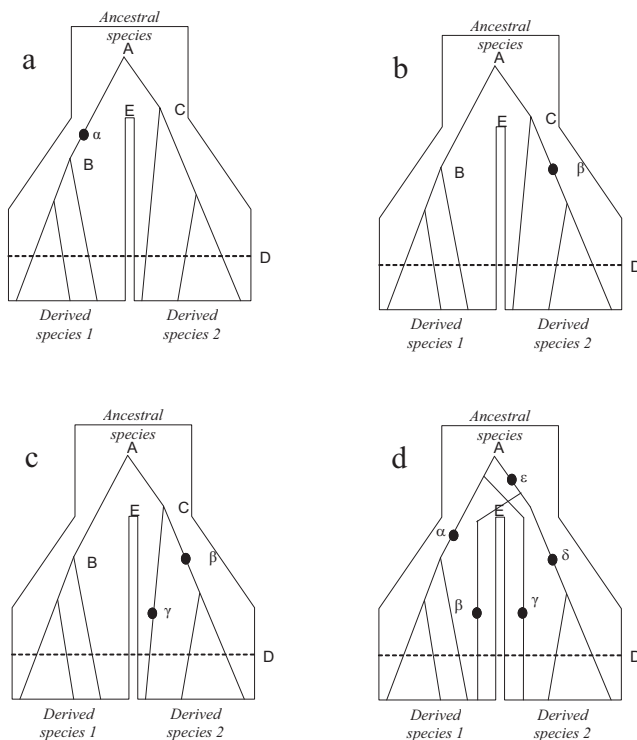 Ancestral
species
a
A
E
C
α
B
D
Derived
species 1
Derived
species 2
Ancestral
species
b
A
E
C
B
β
D
Derived
species 1
Derived
species 2
Ancestral
species
c
A
E
C
B
β
γ
D
Derived
species 1
Derived
species 2
Ancestral
species
d
A
ε
E
α
δ
β
γ
D
Derived
species 1
Derived
species 2